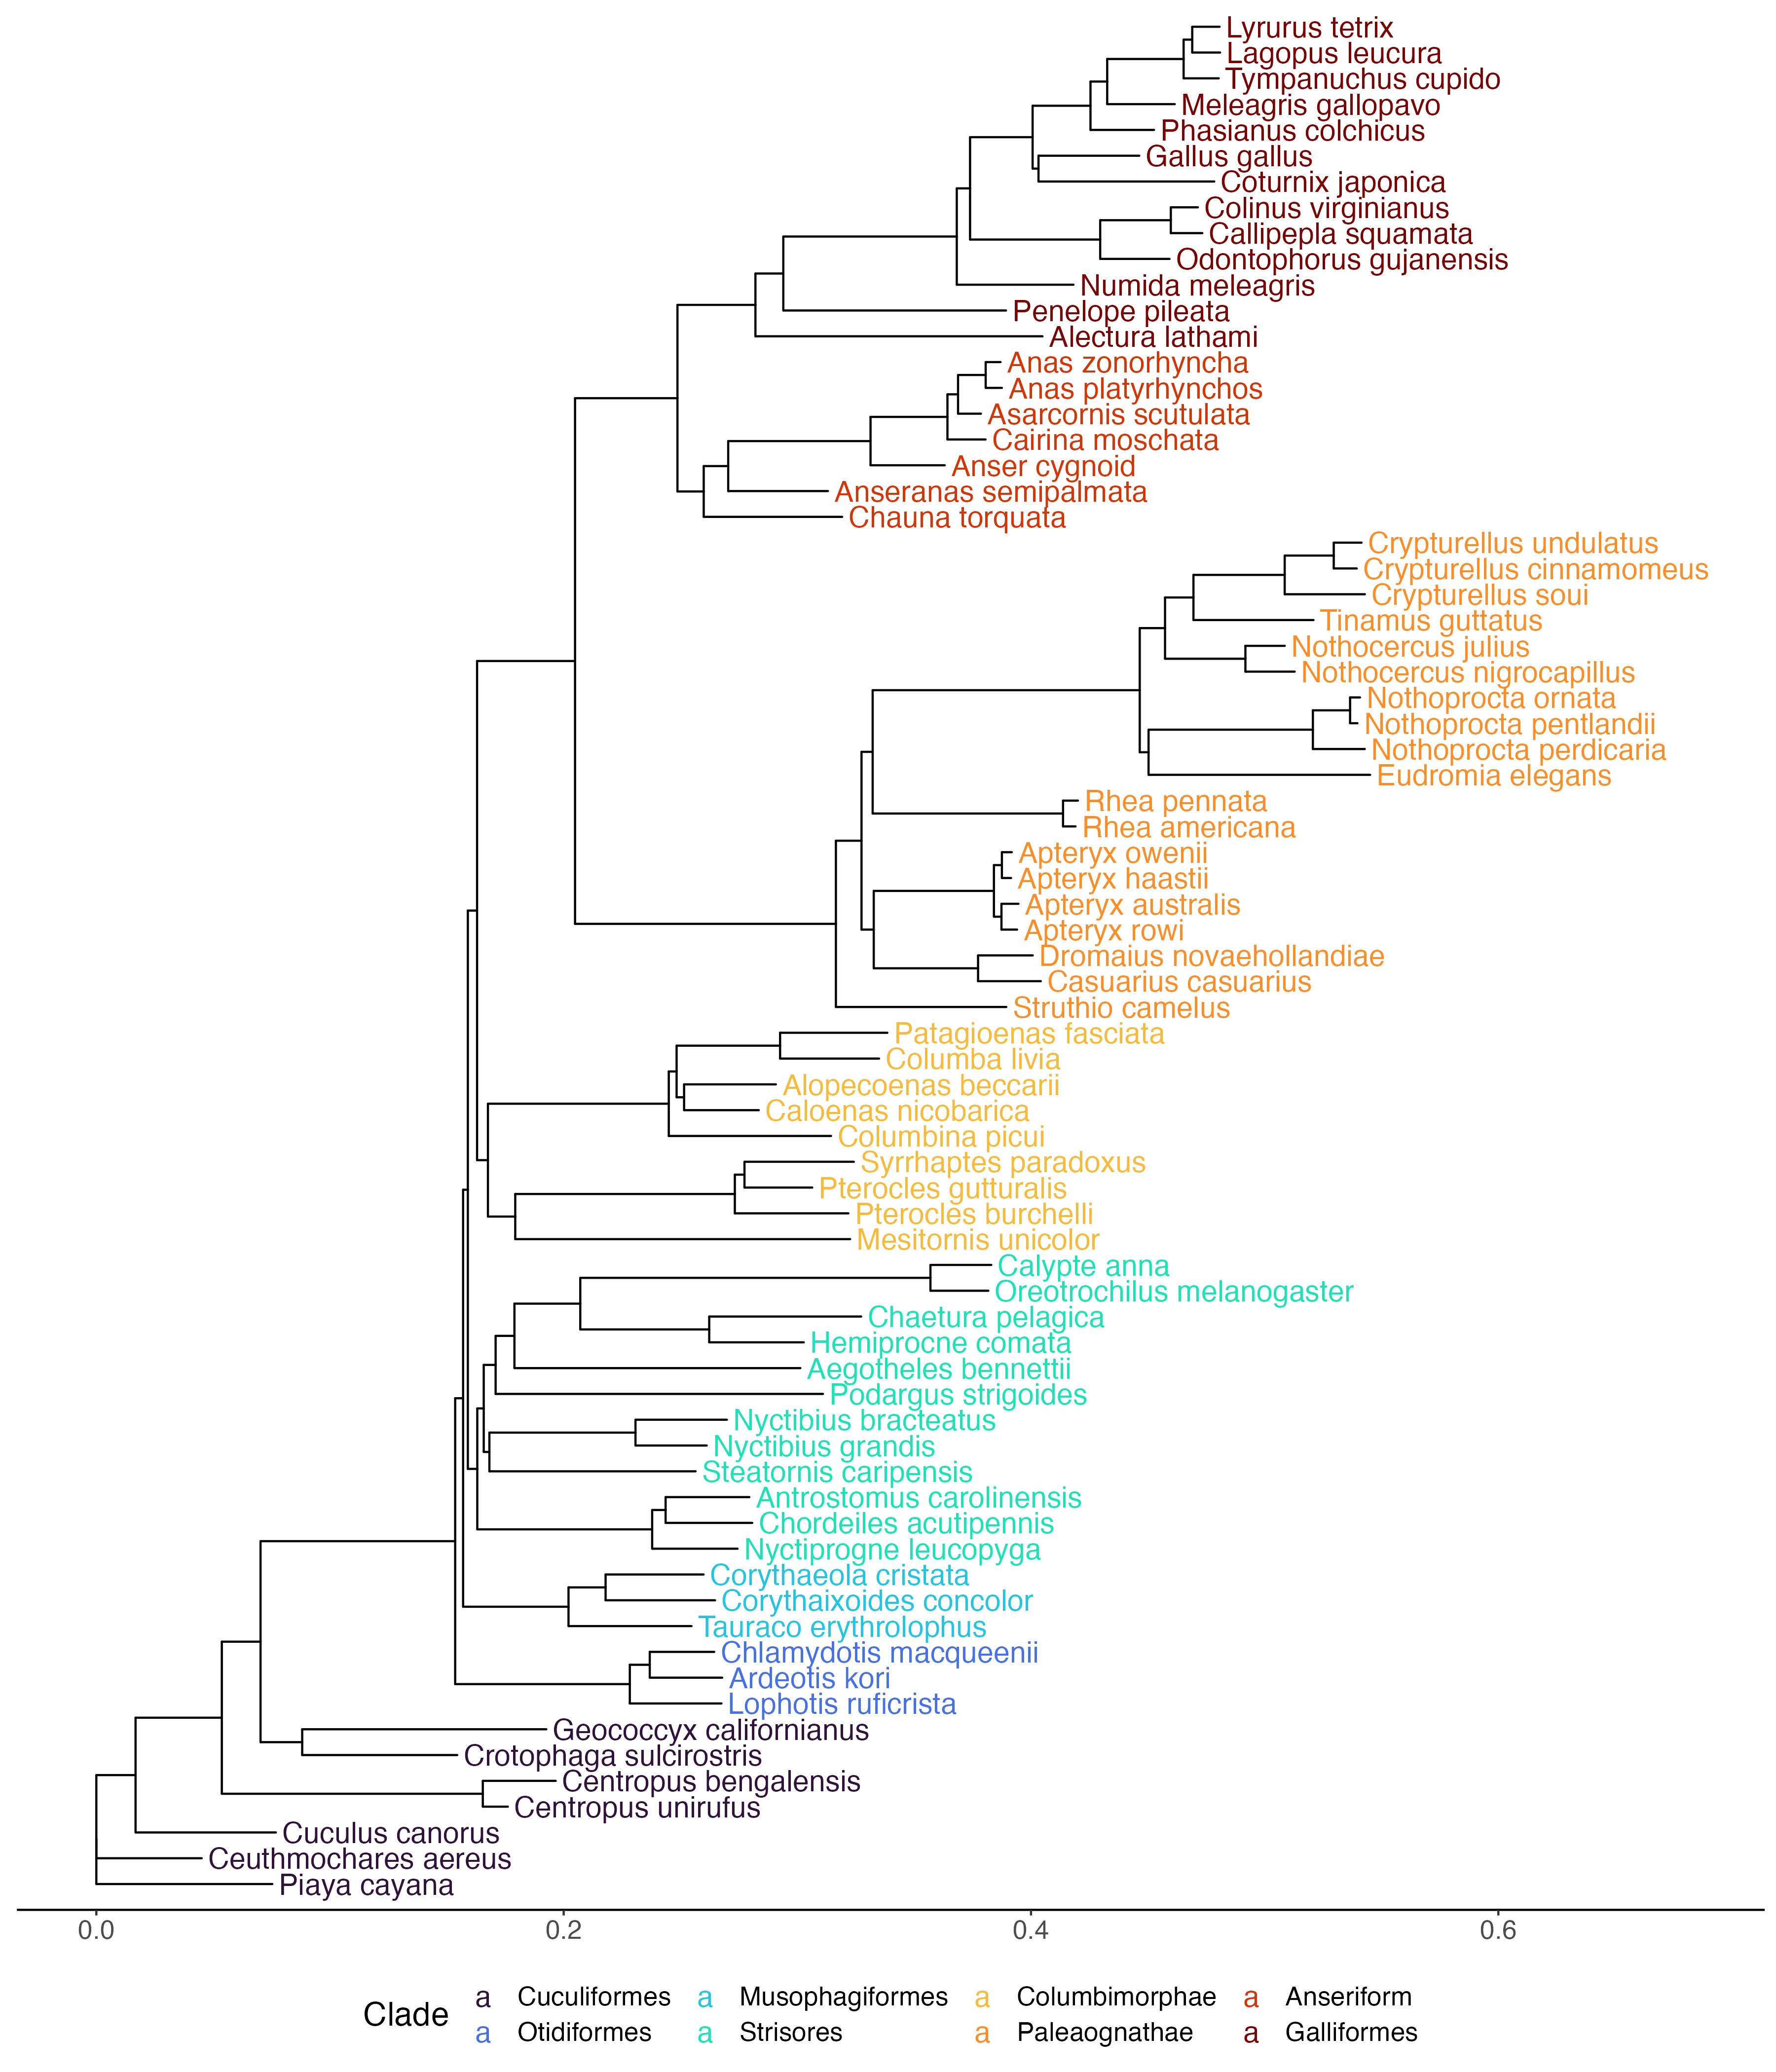 Lyrurus tetrix
Lagopus leucura
Tympanuchus cupido
Meleagris gallopavo
Phasianus colchicus
Gallus gallus
Coturnix japonica
Colinus virginianus
Callipepla squamata
Odontophorus gujanensis
Numida meleagris
Penelope pileata
Alectura lathami
Anas zonorhyncha
Anas platyrhynchos
Asarcornis scutulata
Cairina moschata
Anser cygnoid
Anseranas semipalmata
Chauna torquata
Crypturellus undulatus
Crypturellus cinnamomeus
Crypturellus soui
Tinamus guttatus
Nothocercus julius
Nothocercus nigrocapillus
Nothoprocta ornata
Nothoprocta pentlandii
Nothoprocta perdicaria
Eudromia elegans
Rhea pennata
Rhea americana
Apteryx owenii
Apteryx haastii
Apteryx australis
Apteryx rowi
Dromaius novaehollandiae
Casuarius casuarius
Struthio camelus
Patagioenas fasciata
Columba livia
Alopecoenas beccarii
Caloenas nicobarica
Columbina picui
Syrrhaptes paradoxus
Pterocles gutturalis
Pterocles burchelli
Mesitornis unicolor
Calypte anna
Oreotrochilus melanogaster
Chaetura pelagica
Hemiprocne comata
Aegotheles bennettii
Podargus strigoides
Nyctibius bracteatus
Nyctibius grandis
Steatornis caripensis
Antrostomus carolinensis
Chordeiles acutipennis
Nyctiprogne leucopyga
Corythaeola cristata
Corythaixoides concolor
Tauraco erythrolophus
Chlamydotis macqueenii
Ardeotis kori
Lophotis ruficrista
Geococcyx californianus
Crotophaga sulcirostris
Centropus bengalensis
Centropus unirufus
Cuculus canorus
Ceuthmochares aereus
Piaya cayana
0.0 0.2 0.4 0.6
Clade
a Cuculiformes a Musophagiformes a Columbimorphae a Anseriform
a Otidiformes a Strisores a Paleaognathae a Galliformes